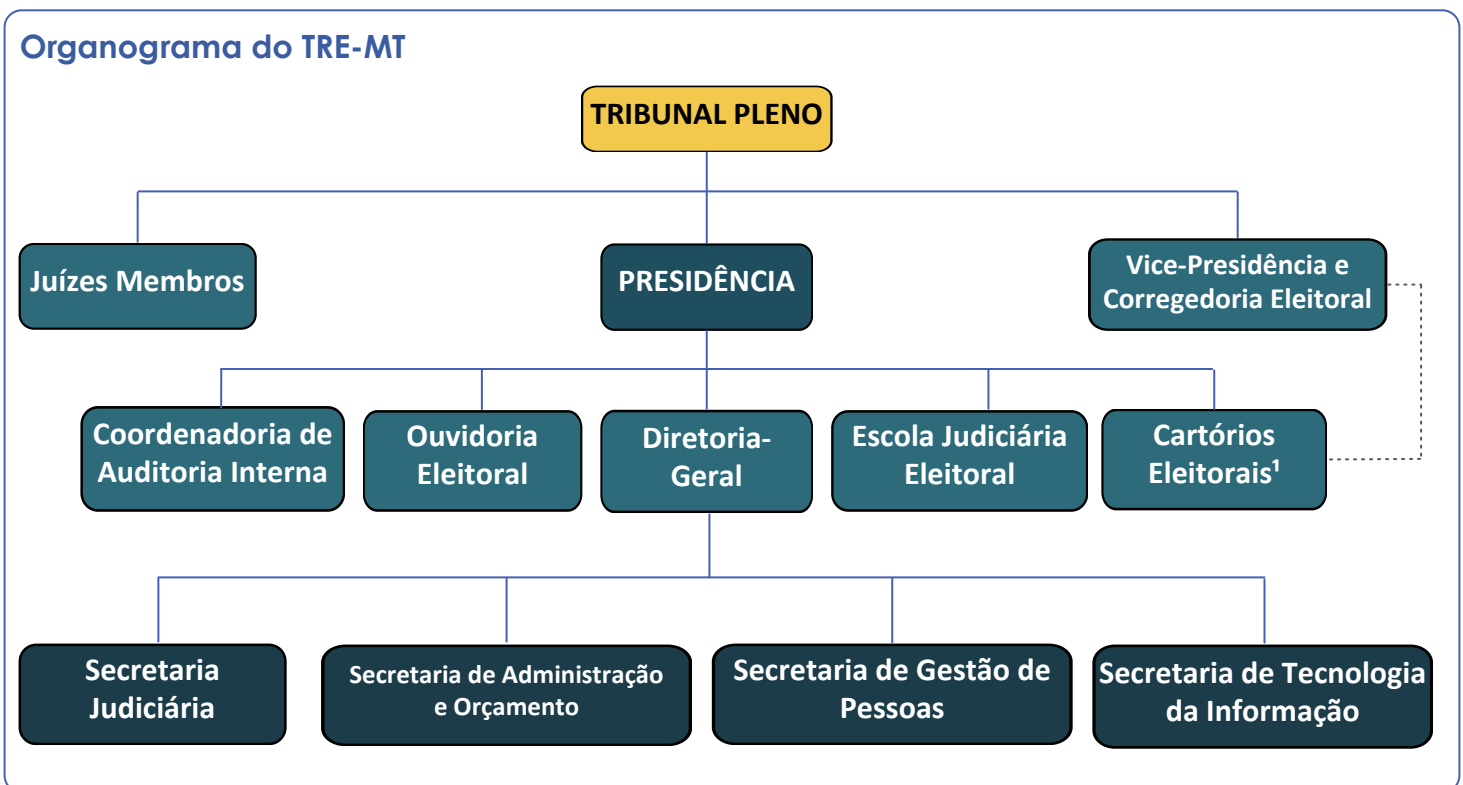 Organograma do TRE-MT
TRIBUNAL PLENO
Juízes Membros
PRESIDÊNCIA
Vice-Presidência e
Corregedoria Eleitoral
Coordenadoria de
Auditoria Interna
Ouvidoria
Eleitoral
Diretoria-
Geral
Escola Judiciária
Eleitoral
Cartórios
Eleitorais¹
Secretaria
Judiciária
Secretaria de Administração
e Orçamento
Secretaria de Gestão de
Pessoas
Secretaria de Tecnologia
da Informação